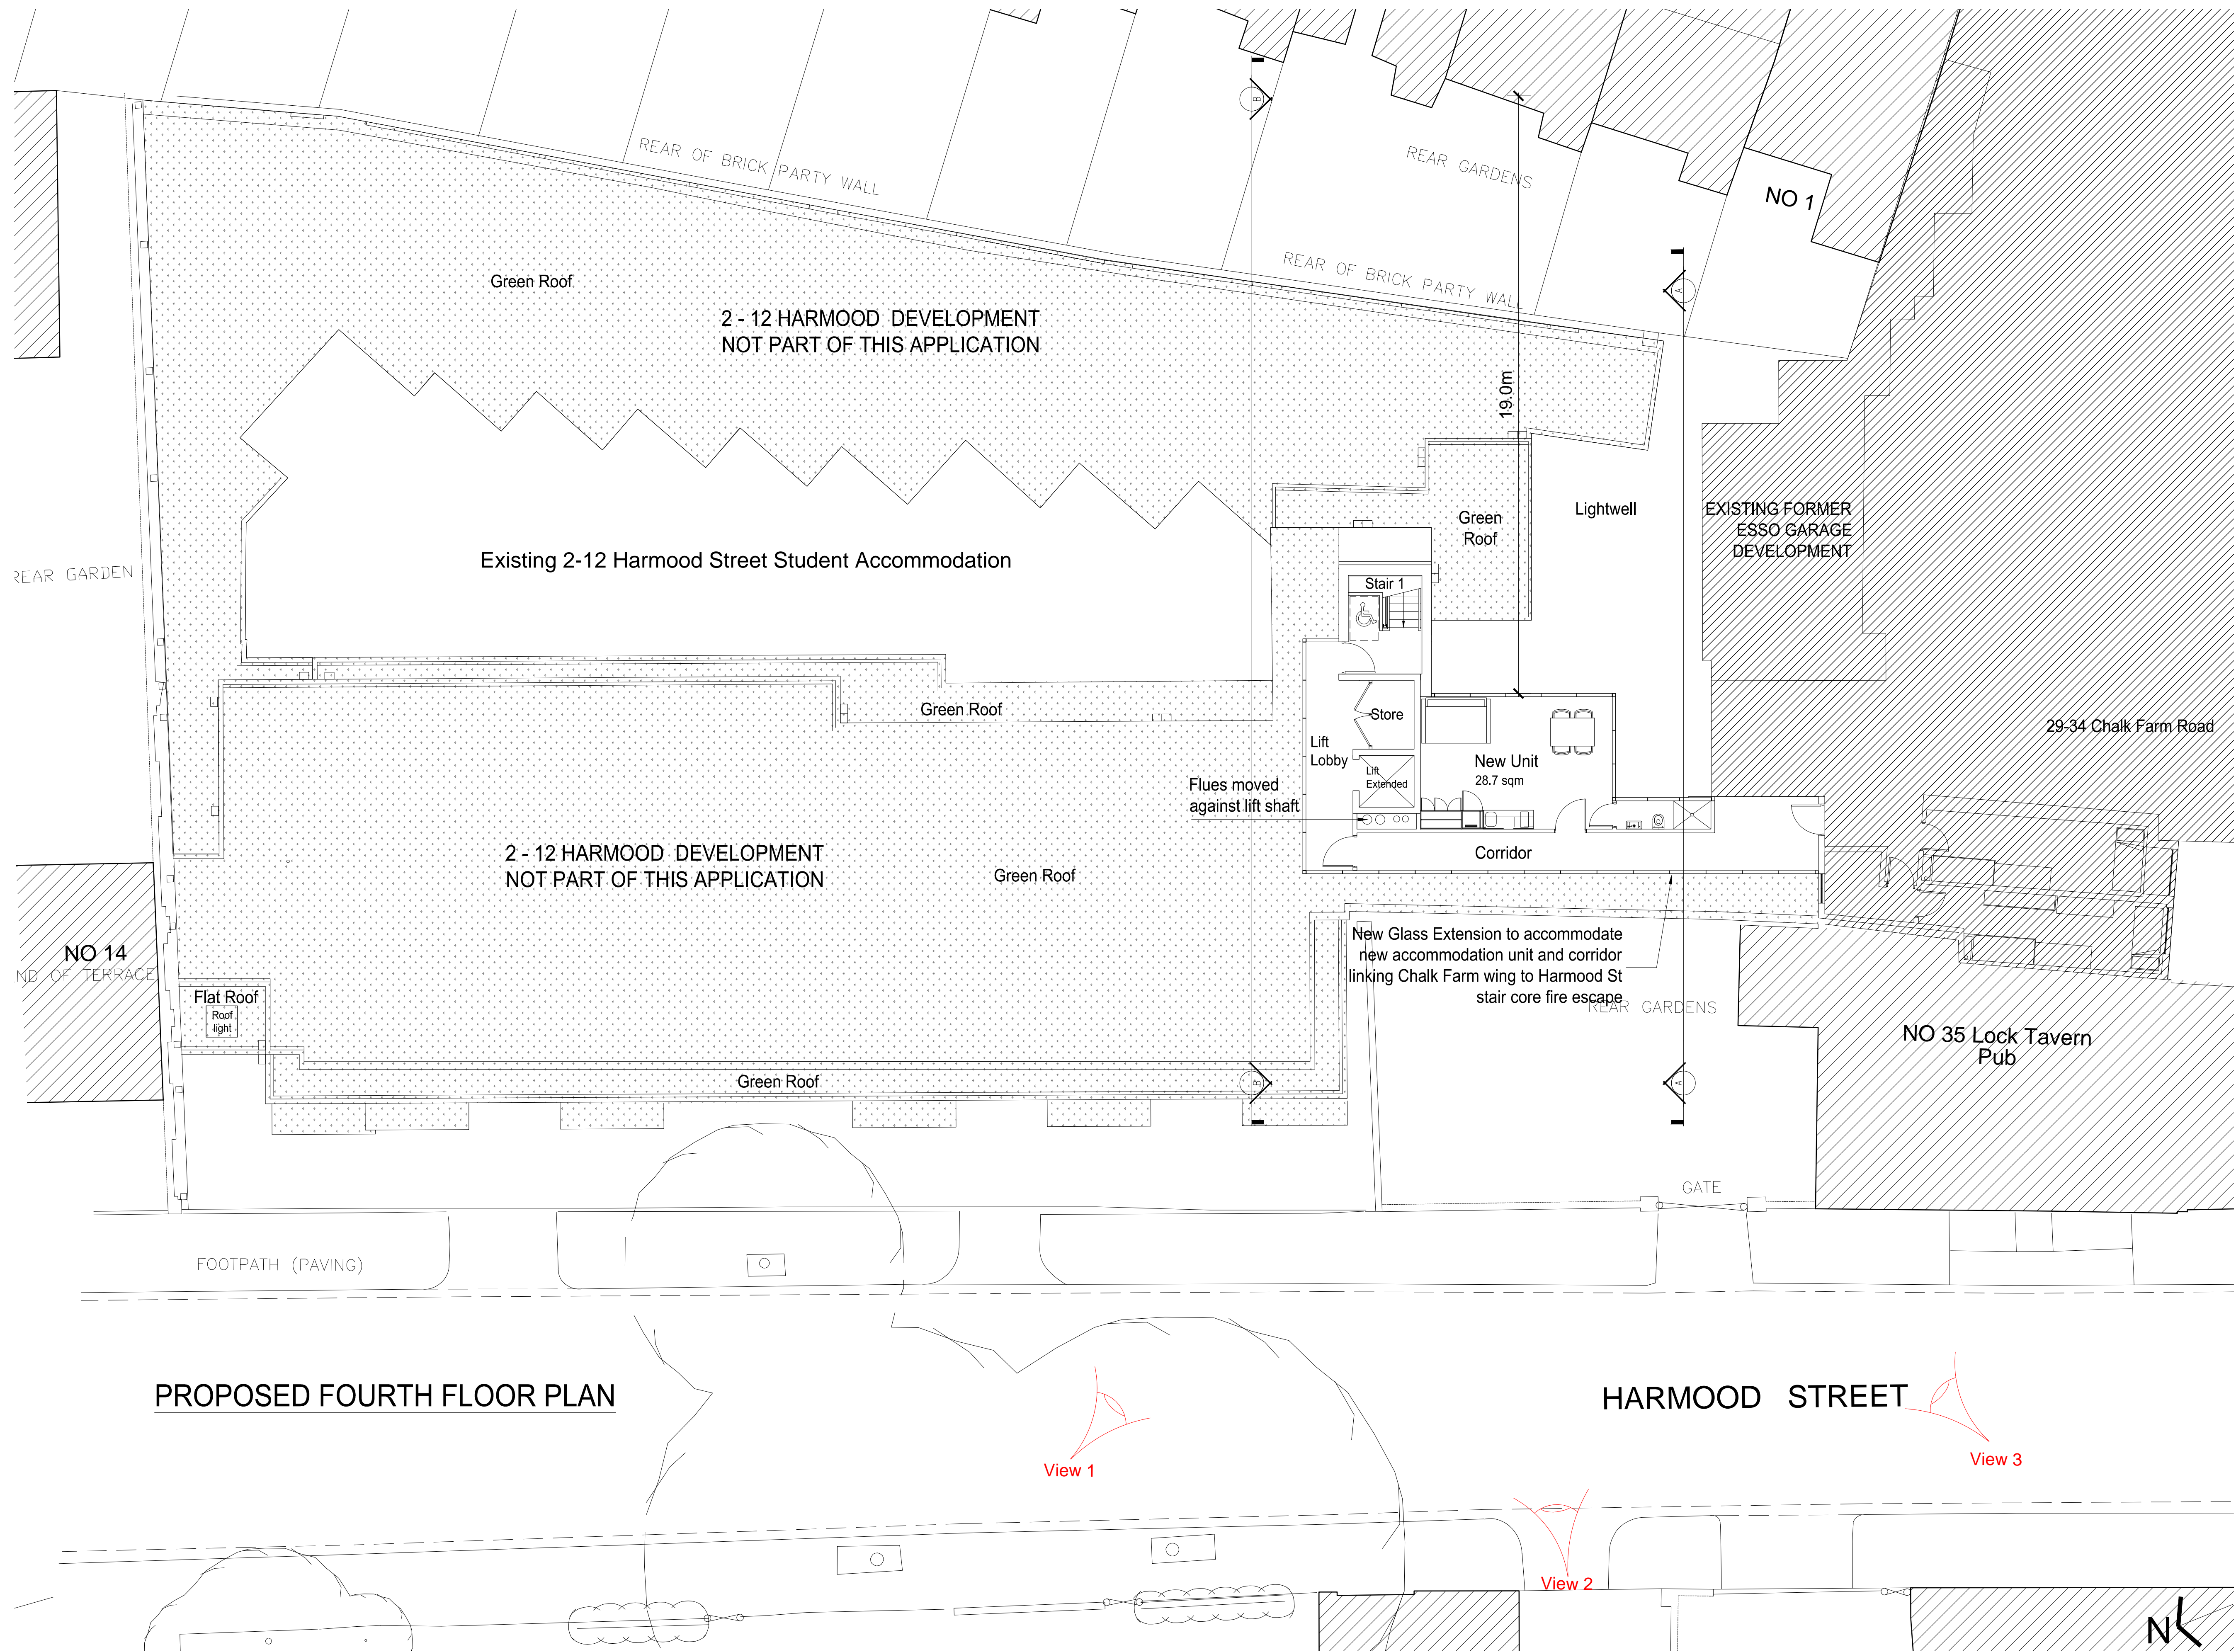 REAR OF BRICK PARTY WALL
REAR GARDENS
NO 1
B
REAR OF BRICK PARTY WALL
A
Green Roof
2 - 12 HARMOOD DEVELOPMENT
NOT PART OF THIS APPLICATION
19.0m
Green
Roof
Lightwell
EXISTING FORMER
ESSO GARAGE
DEVELOPMENT
Existing 2-12 Harmood Street Student Accommodation
REAR GARDEN
Stair 1
Green Roof
Store
29-34 Chalk Farm Road
Lift
Lobby
New Unit
28.7 sqm
Lift
Extended
Flues moved
against lift shaft
2 - 12 HARMOOD DEVELOPMENT
NOT PART OF THIS APPLICATION
Green Roof
Corridor
New Glass Extension to accommodate
new accommodation unit and corridor
linking Chalk Farm wing to Harmood St
stair core fire escape
REAR GARDENS
NO 14
ND OF TERRACE
Flat Roof
Roof
light
NO 35 Lock Tavern
Pub
Green Roof
B
A
GATE
FOOTPATH (PAVING)
PROPOSED FOURTH FLOOR PLAN
HARMOOD STREET
View 1
View 3
View 2
N